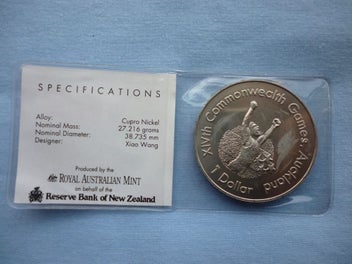 SPECIFICATIONS
Alloy: Cupro Nickel
Nominal Mass: 27.216 grams
Nominal Diameter: 38.735 mm
Designer: Xiao Wang
Produced by the
ROYAL AUSTRALIAN MINT
on behalf of the
Reserve Bank of New Zealand
XIVth Commonwealth Games, Auckland
1 Dollar